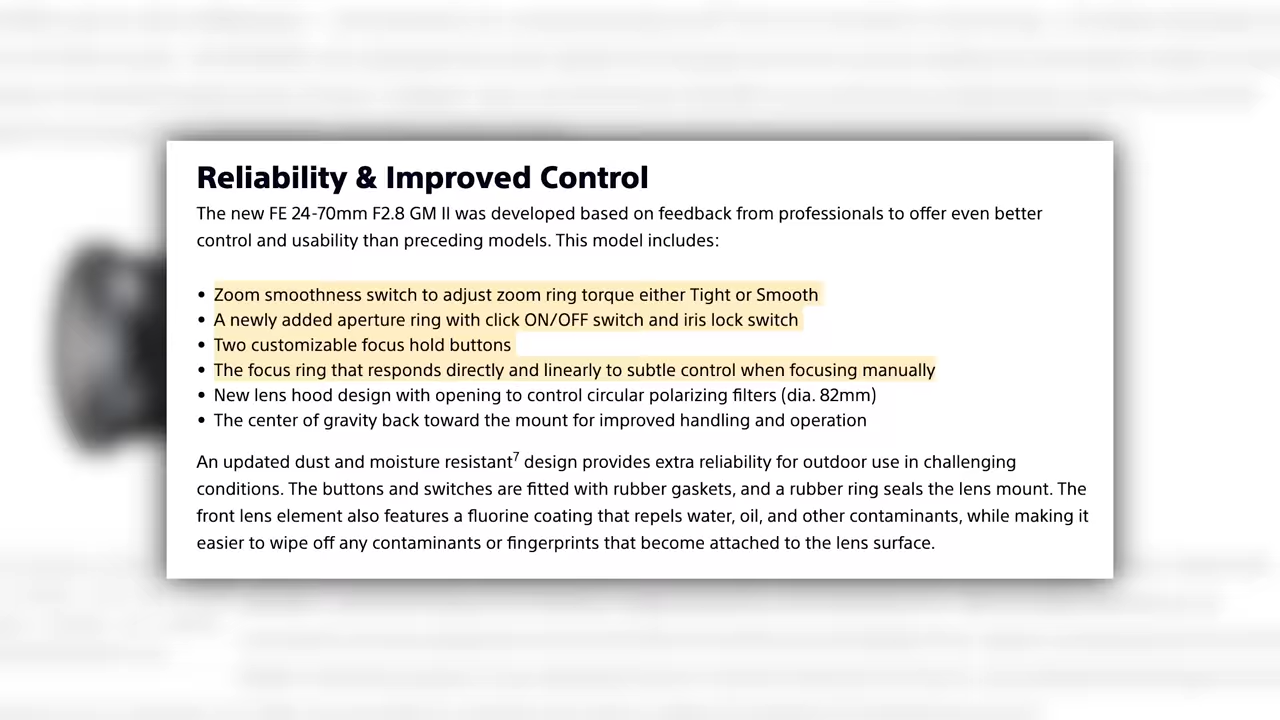 Reliability & Improved Control
The new FE 24-70mm F2.8 GM II was developed based on feedback from professionals to offer even better
control and usability than preceding models. This model includes:
• Zoom smoothness switch to adjust zoom ring torque either Tight or Smooth
• A newly added aperture ring with click ON/OFF switch and iris lock switch
• Two customizable focus hold buttons
• The focus ring that responds directly and linearly to subtle control when focusing manually
• New lens hood design with opening to control circular polarizing filters (dia. 82mm)
• The center of gravity back toward the mount for improved handling and operation
An updated dust and moisture resistant⁷ design provides extra reliability for outdoor use in challenging
conditions. The buttons and switches are fitted with rubber gaskets, and a rubber ring seals the lens mount. The
front lens element also features a fluorine coating that repels water, oil, and other contaminants, while making it
easier to wipe off any contaminants or fingerprints that become attached to the lens surface.